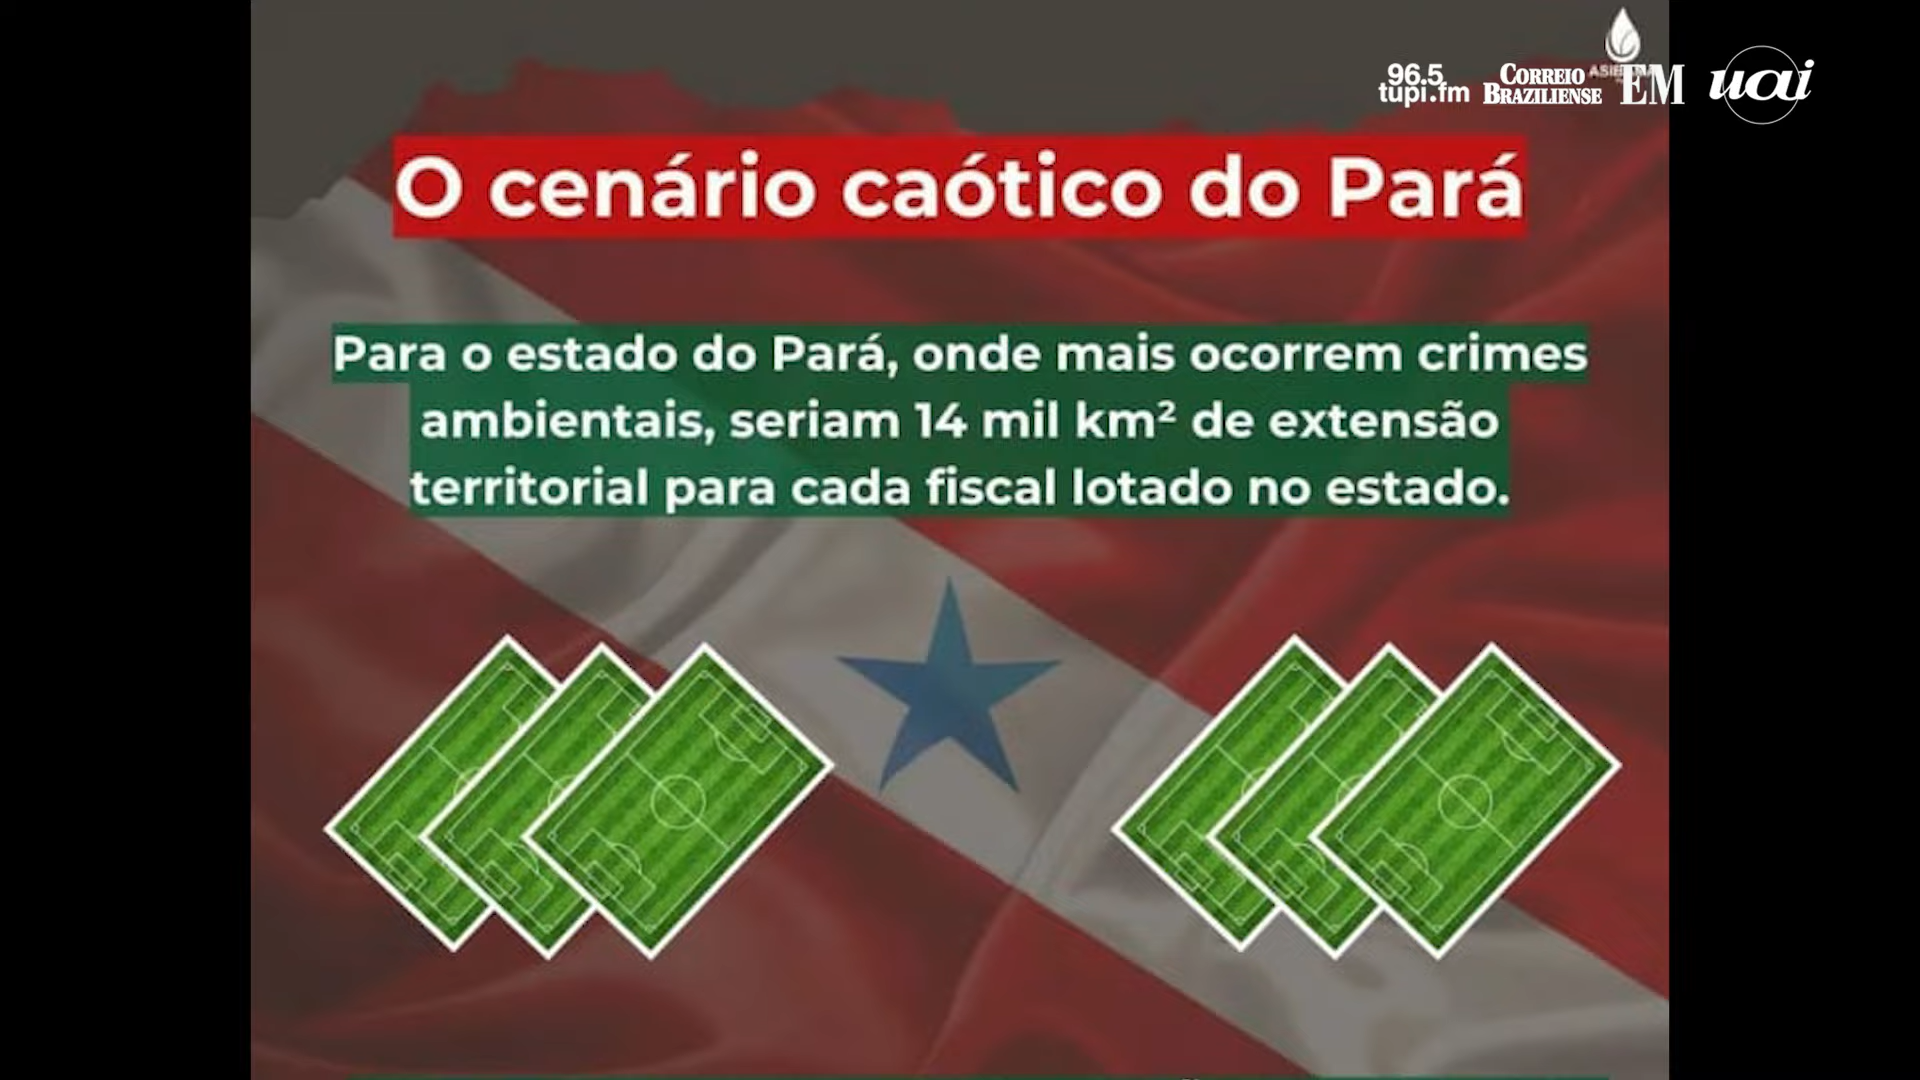 96.5
tupi.fm
CORREIO
BRAZILIENSE
EM
uai
O cenário caótico do Pará
Para o estado do Pará, onde mais ocorrem crimes
ambientais, seriam 14 mil km² de extensão
territorial para cada fiscal lotado no estado.